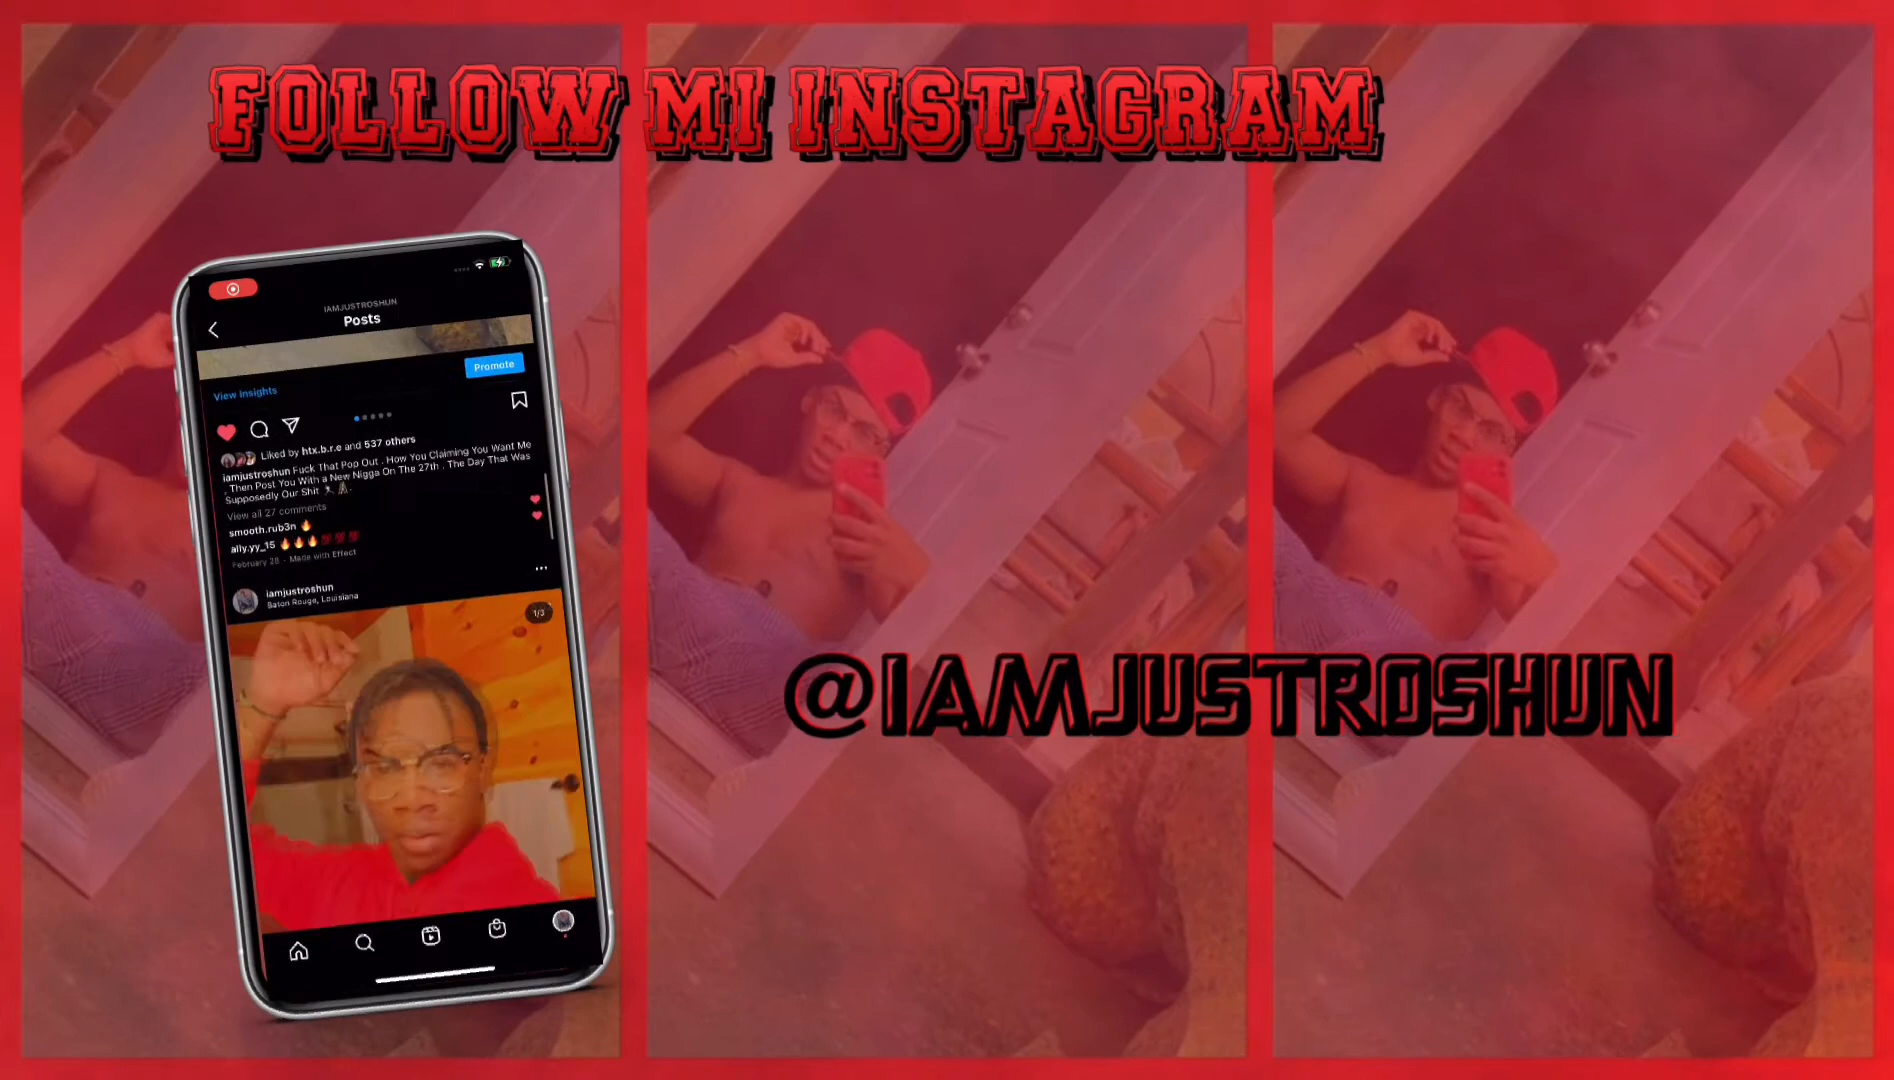 FOLLOW MI INSTAGRAM
IAMJUSTROSHUN
Posts
Promote
View Insights
Liked by htx.b.r.e and 537 others
iamjustroshun Fuck That Pop Out . How You Claiming You Want Me
, Then Post You With a New Nigga On The 27th . The Day That Was
Supposedly Our Shit
View all 27 comments
smooth.rub3n 🔥
ally.yy_15 🔥🔥🔥💯💯💯
February 28 · Made with Effect
iamjustroshun
Baton Rouge, Louisiana
1/3
@IAMJUSTROSHUN